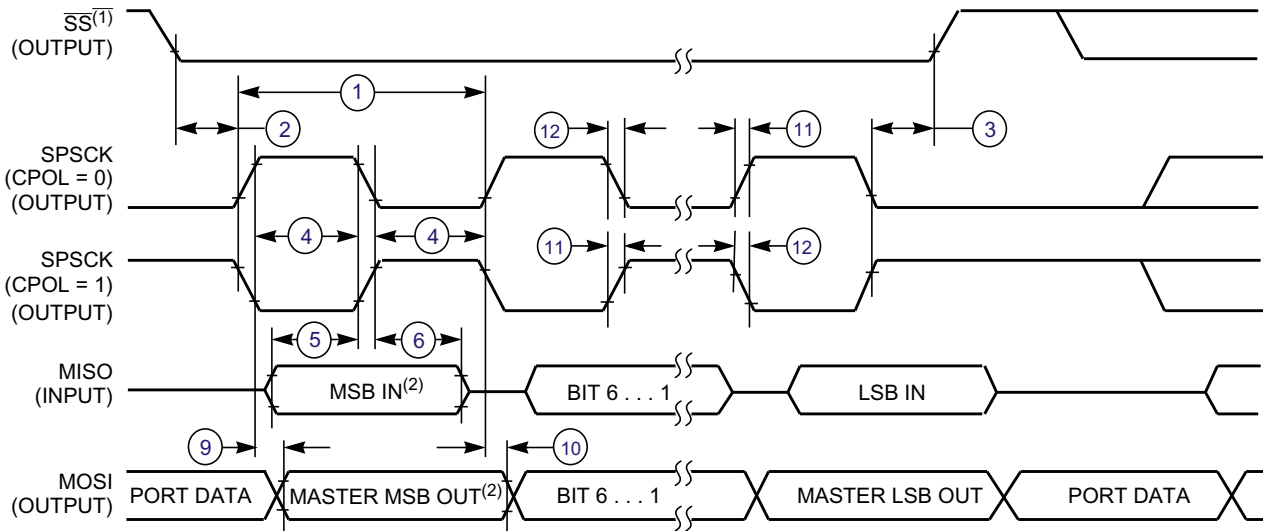 SS(1)
(OUTPUT)
1
2
12
11
3
SPSCK
(CPOL = 0)
(OUTPUT)
4
4
SPSCK
(CPOL = 1)
(OUTPUT)
11
12
5
6
MISO
(INPUT)
MSB IN(2)
BIT 6 . . . 1
LSB IN
9
10
MOSI
(OUTPUT)
PORT DATA
MASTER MSB OUT(2)
BIT 6 . . . 1
MASTER LSB OUT
PORT DATA